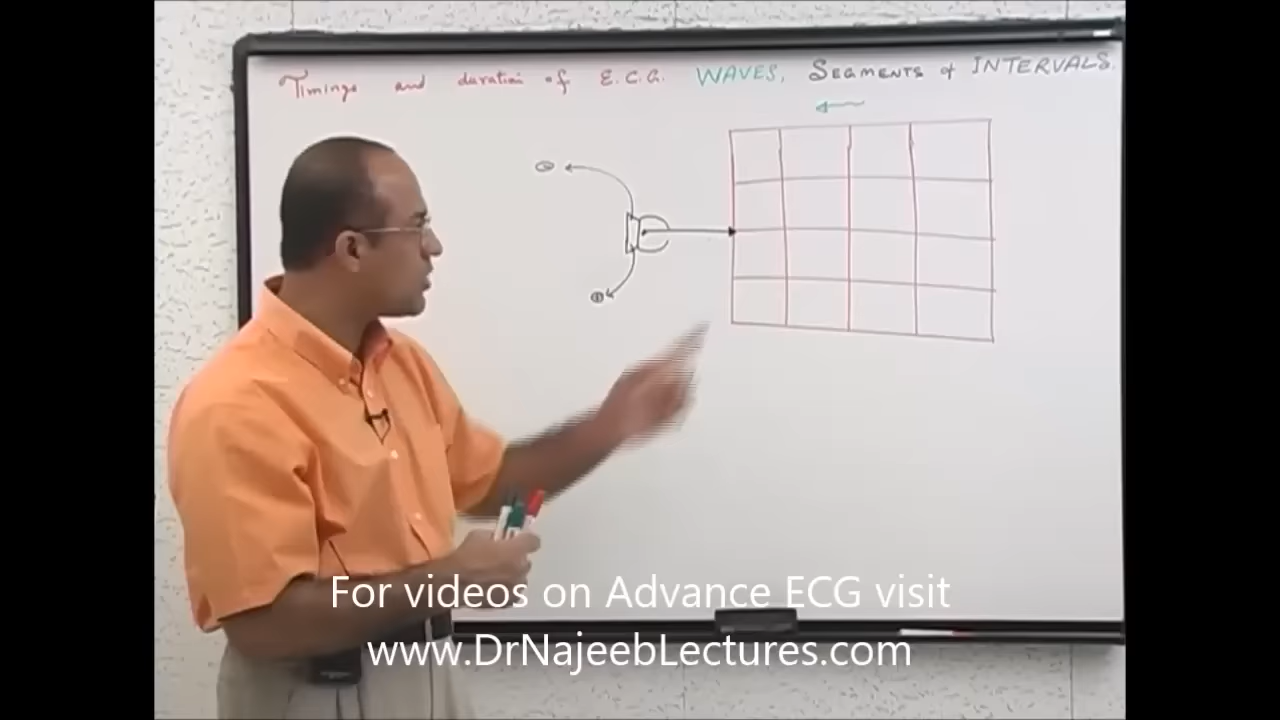 Timings and duration of E.C.G. WAVES, SEGMENTS & INTERVALS.
For videos on Advance ECG visit
www.DrNajeebLectures.com